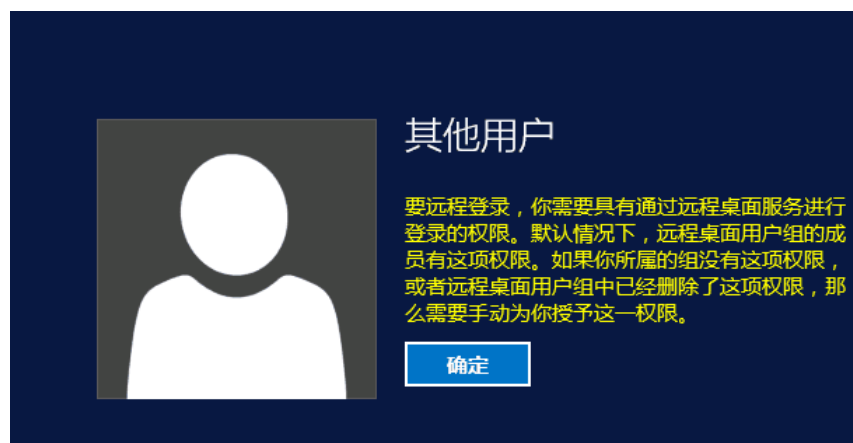 其他用户
要远程登录，你需要具有通过远程桌面服务进行
登录的权限。默认情况下，远程桌面用户组的成
员有这项权限。如果你所属的组没有这项权限，
或者远程桌面用户组中已经删除了这项权限，那
么需要手动为你授予这一权限。
确定